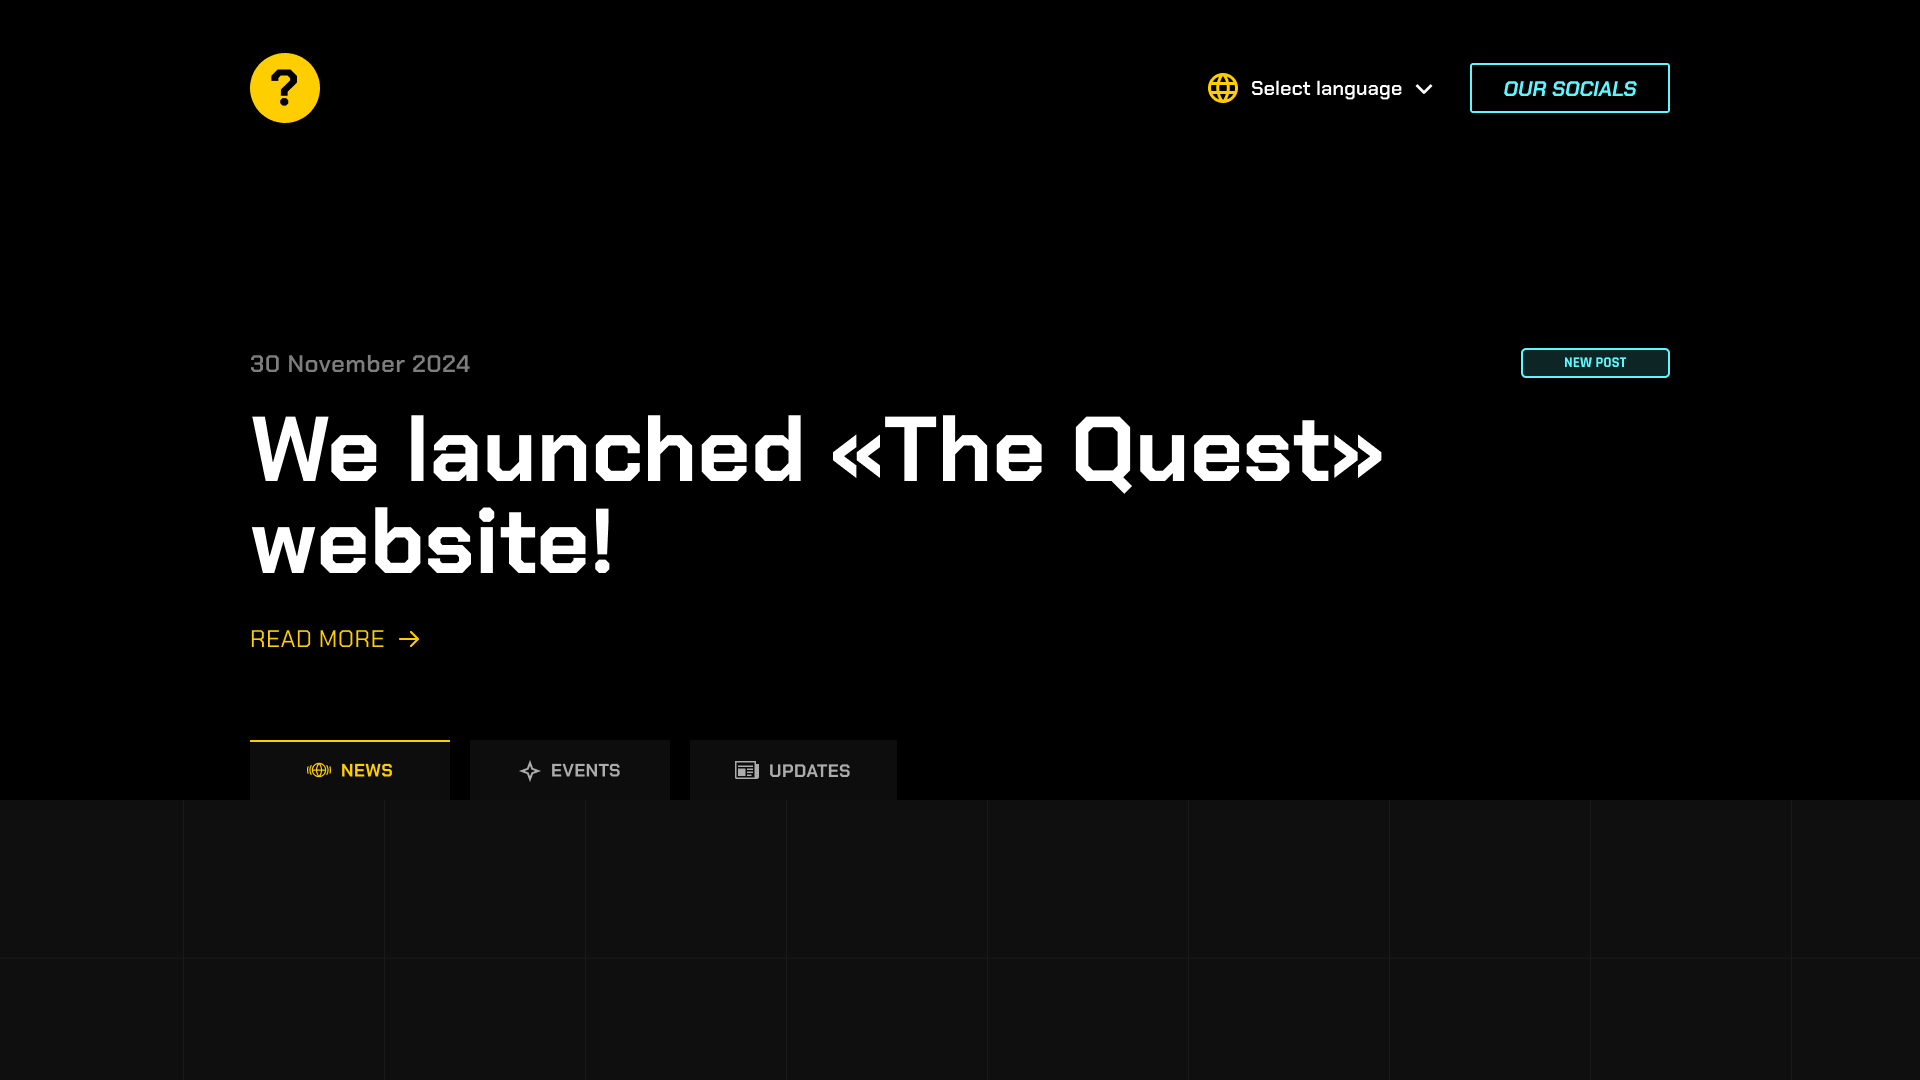 ?
Select language
OUR SOCIALS
30 November 2024
NEW POST
We launched «The Quest»
website!
READ MORE
NEWS
EVENTS
UPDATES